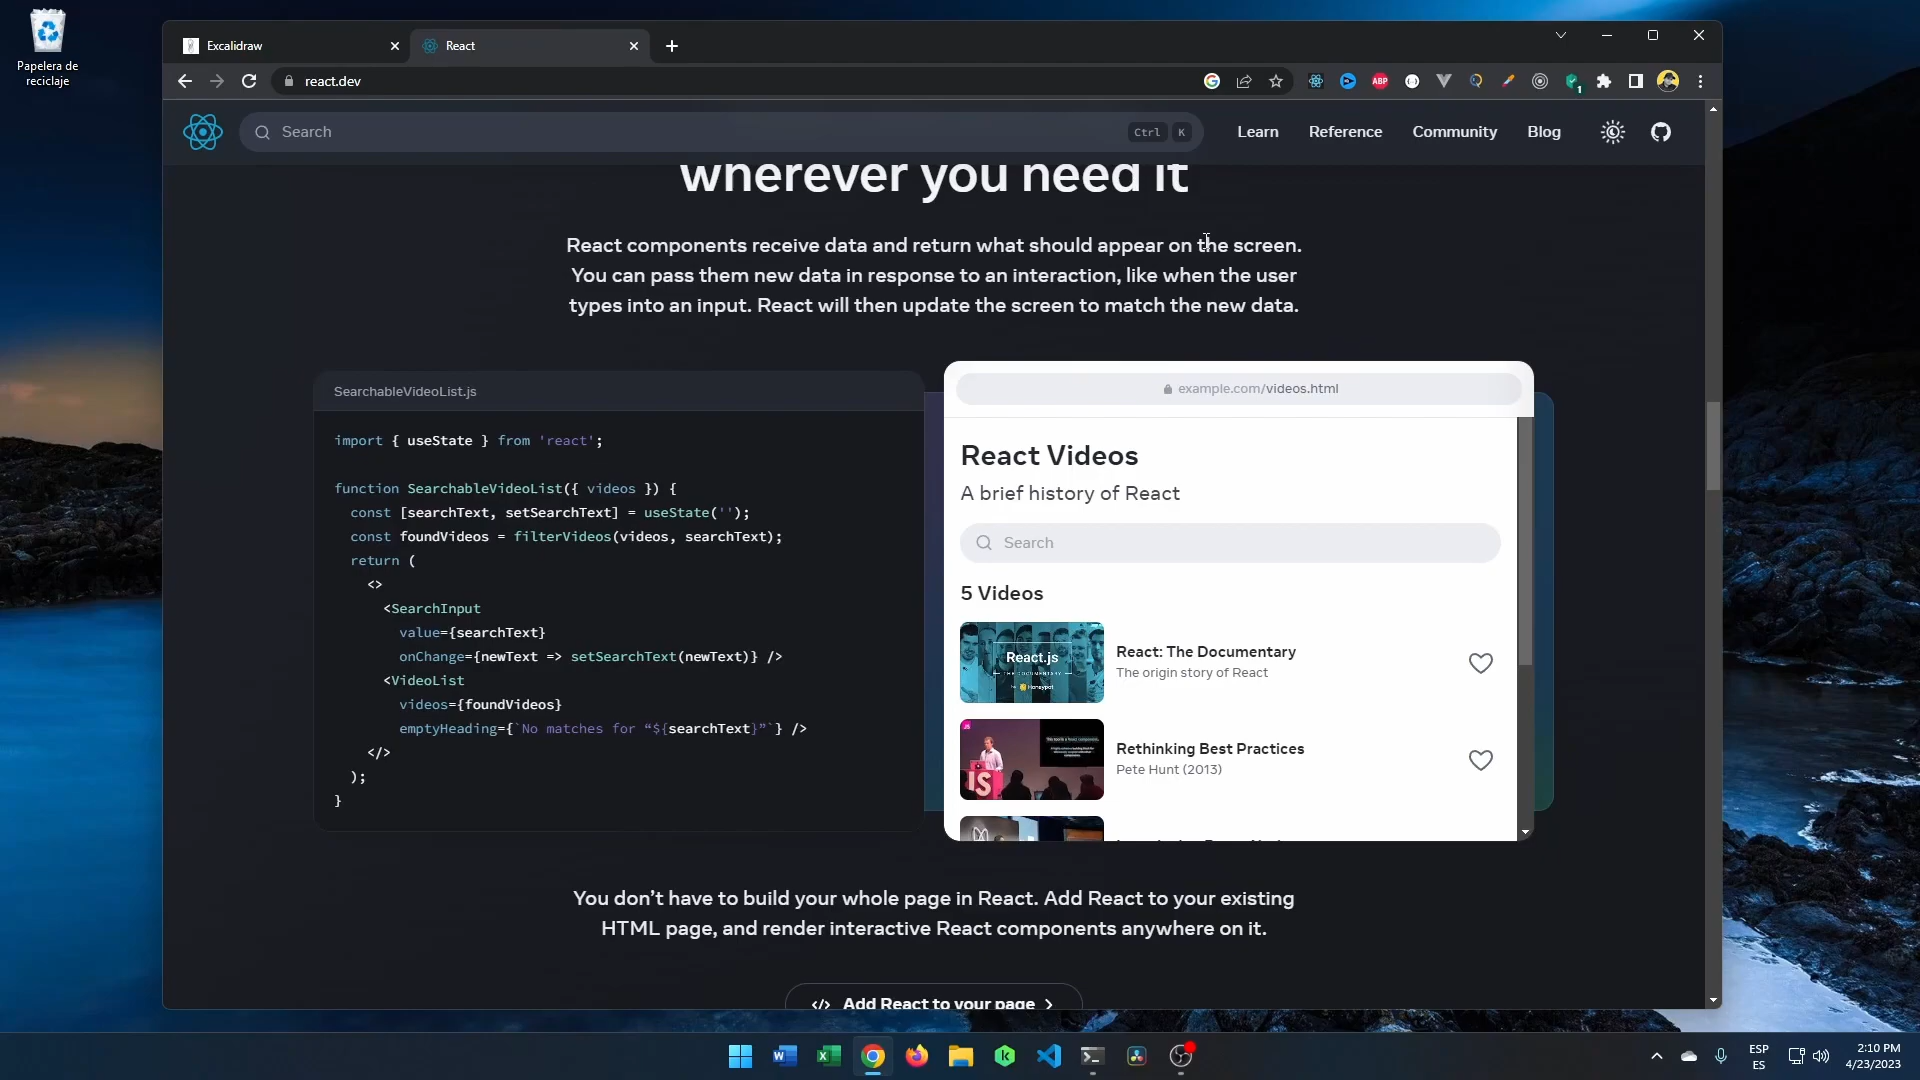 Papelera de
reciclaje
Excalidraw
React
react.dev
ABP
1
Search
Ctrl K
Learn
Reference
Community
Blog
wherever you need it
React components receive data and return what should appear on the screen.
You can pass them new data in response to an interaction, like when the user
types into an input. React will then update the screen to match the new data.
SearchableVideoList.js
import { useState } from 'react';
function SearchableVideoList({ videos }) {
const [searchText, setSearchText] = useState('');
const foundVideos = filterVideos(videos, searchText);
return (
<>
<SearchInput
value={searchText}
onChange={newText => setSearchText(newText)} />
<VideoList
videos={foundVideos}
emptyHeading={`No matches for “${searchText}”`} />
</>
);
}
example.com/videos.html
React Videos
A brief history of React
Search
5 Videos
React.js
THE DOCUMENTARY
by Honeypot
React: The Documentary
The origin story of React
JS
IS
Rethinking Best Practices
Pete Hunt (2013)
You don’t have to build your whole page in React. Add React to your existing
HTML page, and render interactive React components anywhere on it.
</> Add React to your page
ESP
ES
2:10 PM
4/23/2023